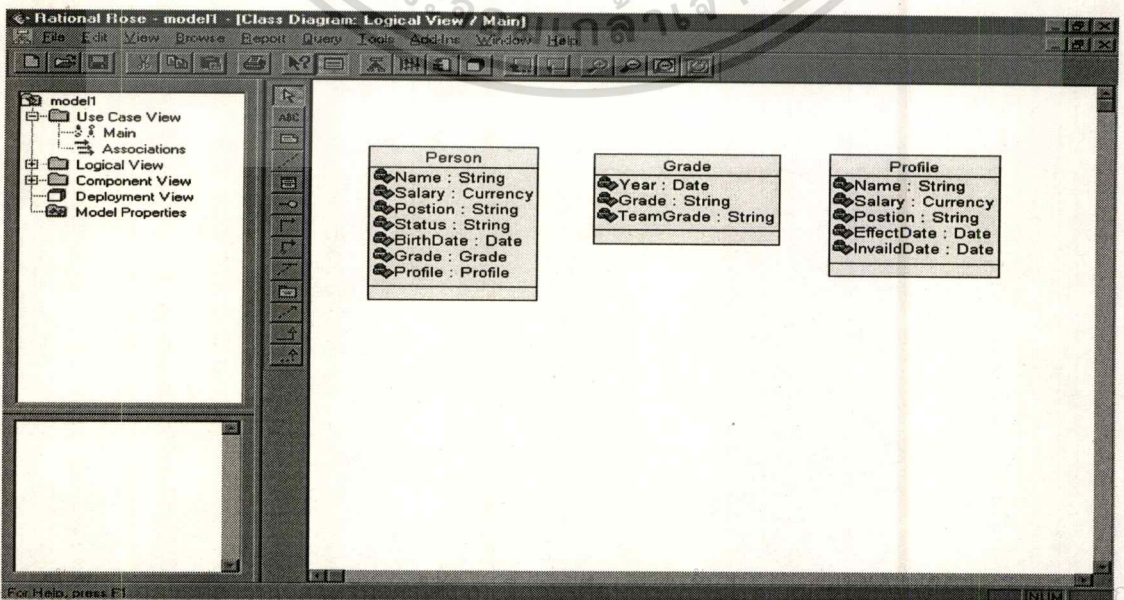 Rational Rose - model1 - [Class Diagram: Logical View / Main]
File Edit View Browse Report Query Tools Add-Ins Window Help
model1
Use Case View
Main
Associations
Logical View
Component View
Deployment View
Model Properties
ABC
Person
Name : String
Salary : Currency
Postion : String
Status : String
BirthDate : Date
Grade : Grade
Profile : Profile
Grade
Year : Date
Grade : String
TeamGrade : String
Profile
Name : String
Salary : Currency
Postion : String
EffectDate : Date
InvaildDate : Date
For Help, press F1
NUM